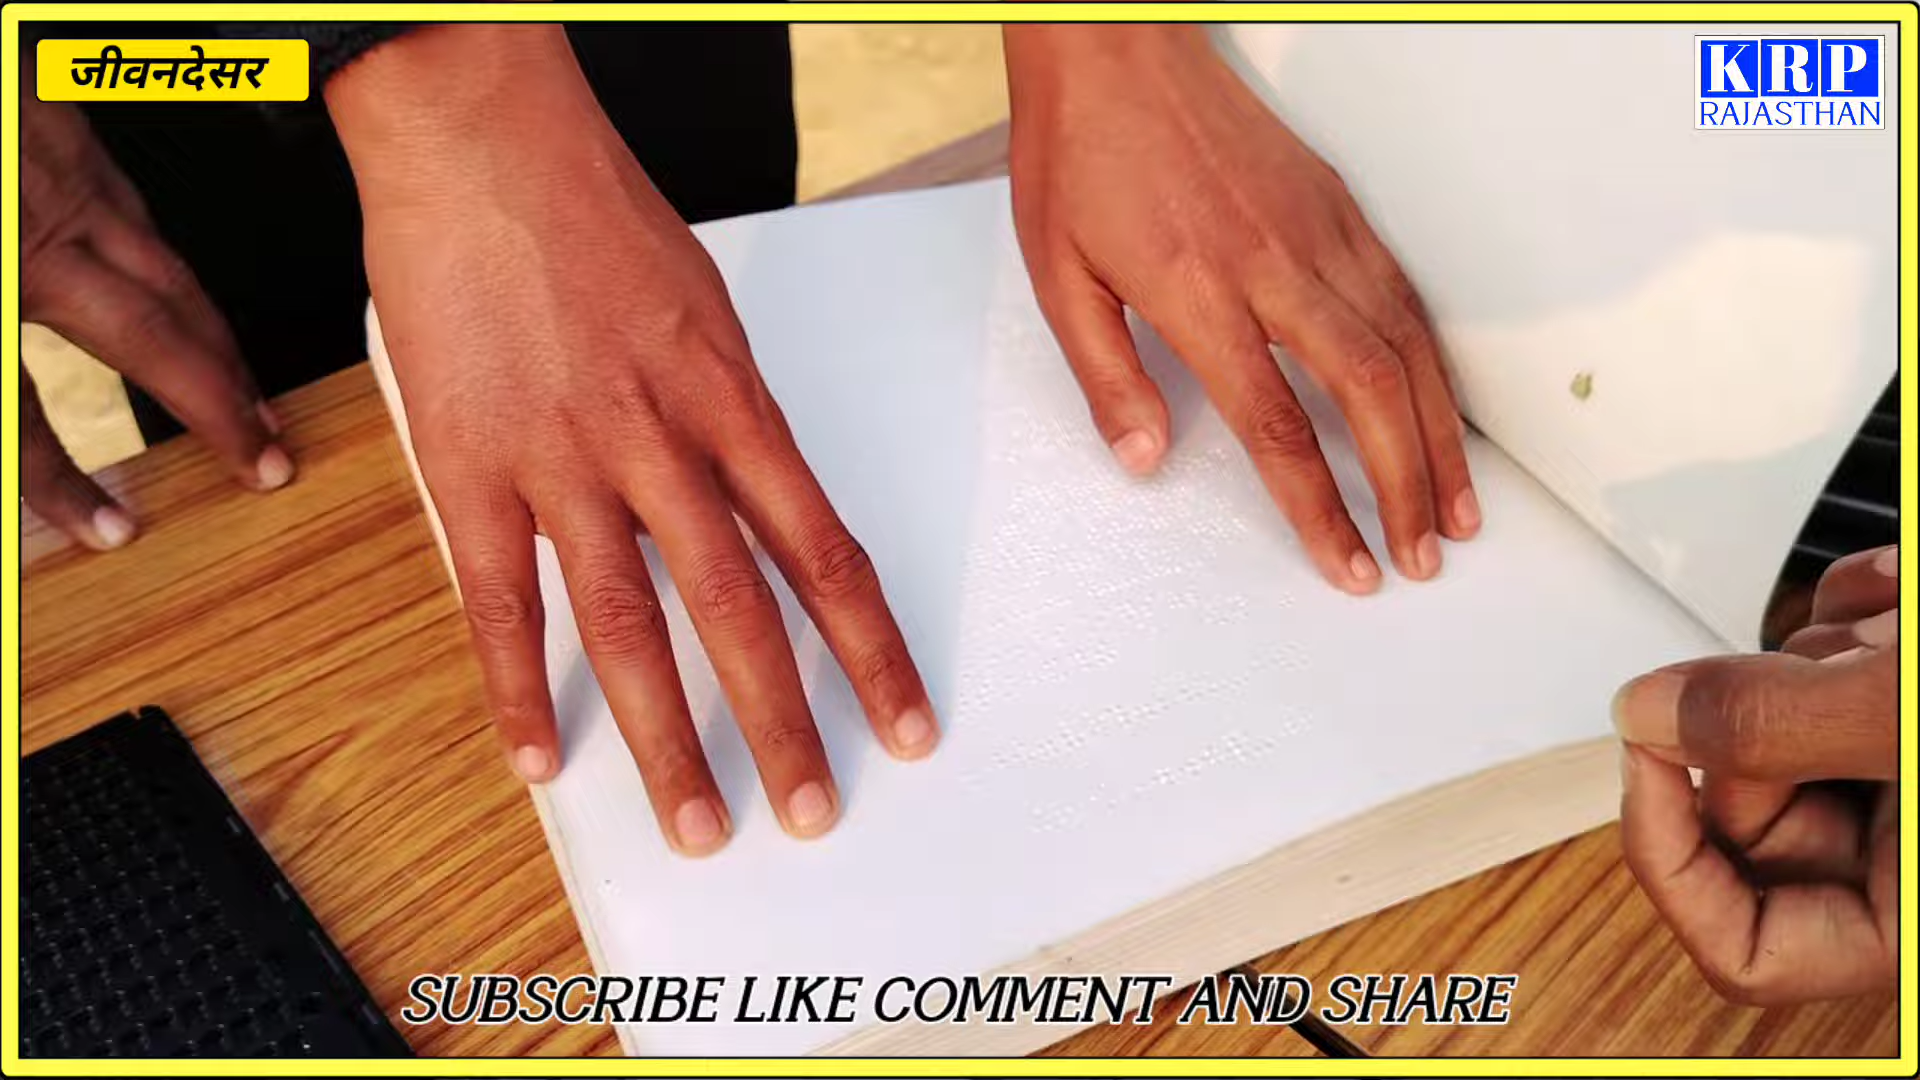 जीवनदेसर
KRP
RAJASTHAN
SUBSCRIBE LIKE COMMENT AND SHARE